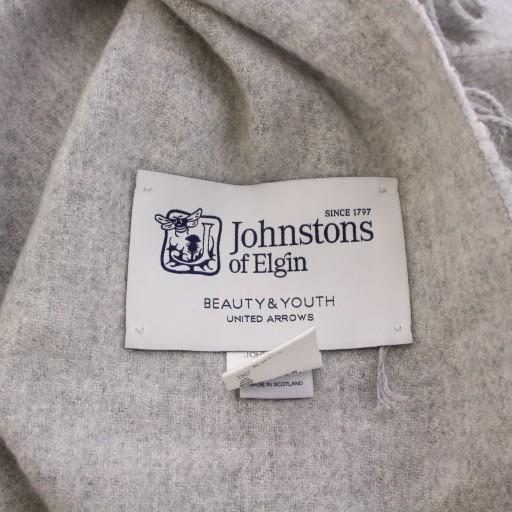 SINCE 1797
Johnstons
of Elgin
BEAUTY & YOUTH
UNITED ARROWS
MADE IN SCOTLAND